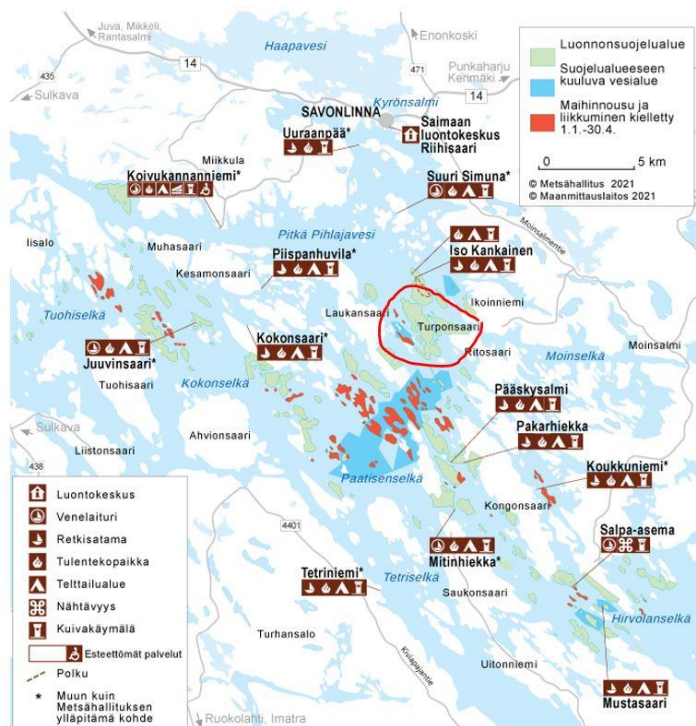 Juva, Mikkeli,
Rantasalmi
Enonkoski
Haapavesi
14
435
471
Punkaharju
Kerimäki
Sulkava
SAVONLINNA
Kyrönsalmi
14
Uuraanpää*
Saimaan
luontokeskus
Riihisaari
Miikkula
Koivukannanniemi*
Suuri Simuna*
Moinsalmentie
Pitkä Pihlajavesi
Iisalo
Muhasaari
Piispanhuvila*
Iso Kankainen
Kesamonsaari
Ikoinniemi
Laukansaari
Tuohiselkä
Turponsaari
Kokonsaari*
Moinsalmi
Ritosaari
Moinselkä
Juuvinsaari*
Tuohisaari
Kokonselkä
Pääskysalmi
Sulkava
Ahvionsaari
Pakarhiekka
Liistonsaari
438
Koukkuniemi*
Paatisenselkä
Kongonsaari
4401
Salpa-asema
Mitinhiekka*
Tetriniemi*
Tetriselkä
Saukonsaari
Turhansalo
Hirvolanselkä
Kiviapajantie
Uitonniemi
Mustasaari
Ruokolahti, Imatra
Luonnonsuojelualue
Suojelualueeseen
kuuluva vesialue
Maihinnousu ja
liikkuminen kielletty
1.1.-30.4.
0 5 km
© Metsähallitus 2021
© Maanmittauslaitos 2021
Luontokeskus
Venelaituri
Retkisatama
Tulentekopaikka
Telttailualue
Nähtävyys
Kuivakäymälä
Esteettömät palvelut
Polku
* Muun kuin
Metsähallituksen
ylläpitämä kohde